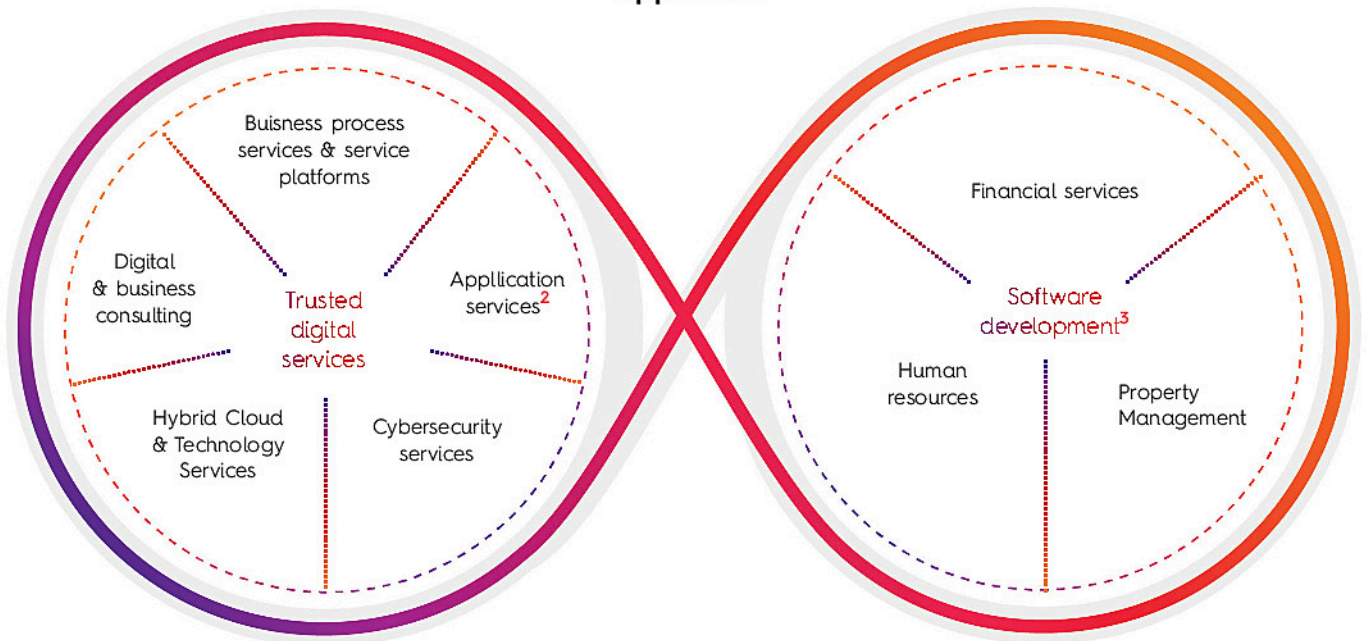 Buisness process
services & service
platforms
Digital
& business
consulting
Trusted
digital
services
Appllication
services2
Hybrid Cloud
& Technology
Services
Cybersecurity
services
Financial services
Software
development3
Human
resources
Property
Management